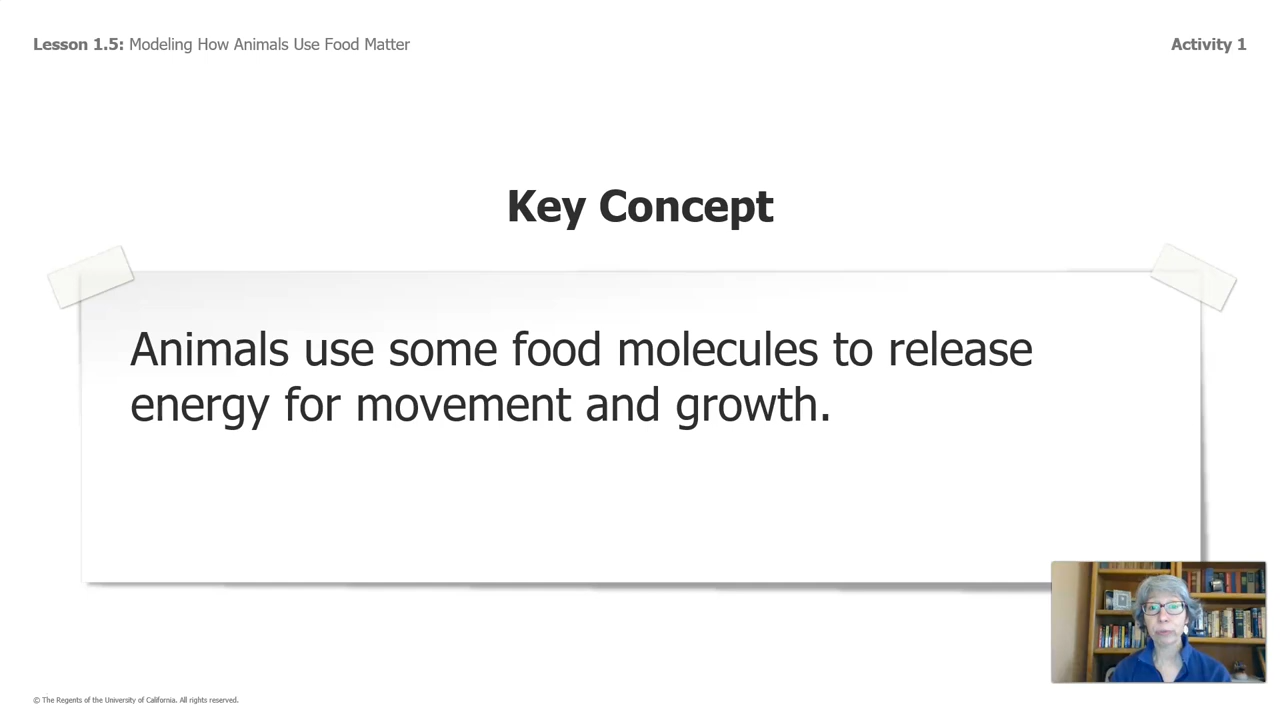 Lesson 1.5: Modeling How Animals Use Food Matter
Activity 1
Key Concept
Animals use some food molecules to release
energy for movement and growth.
© The Regents of the University of California. All rights reserved.